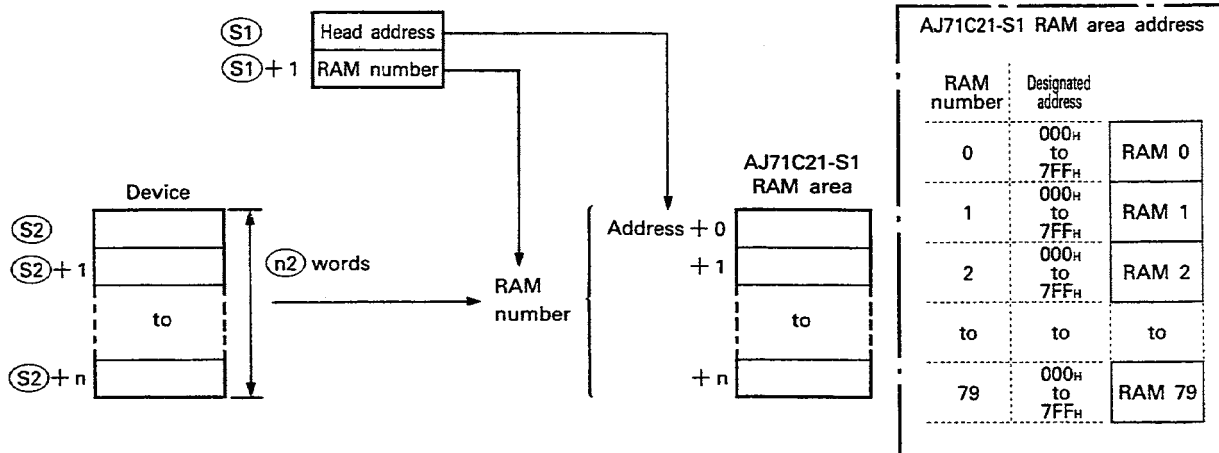 S1 Head address
S1 + 1 RAM number
Device
S2
S2 + 1
to
S2 + n
n2 words
RAM
number
AJ71C21-S1
RAM area
Address + 0
+ 1
to
+ n
AJ71C21-S1 RAM area address
RAM
number
Designated
address
0
000H
to
7FFH
RAM 0
1
000H
to
7FFH
RAM 1
2
000H
to
7FFH
RAM 2
to to to
79
000H
to
7FFH
RAM 79